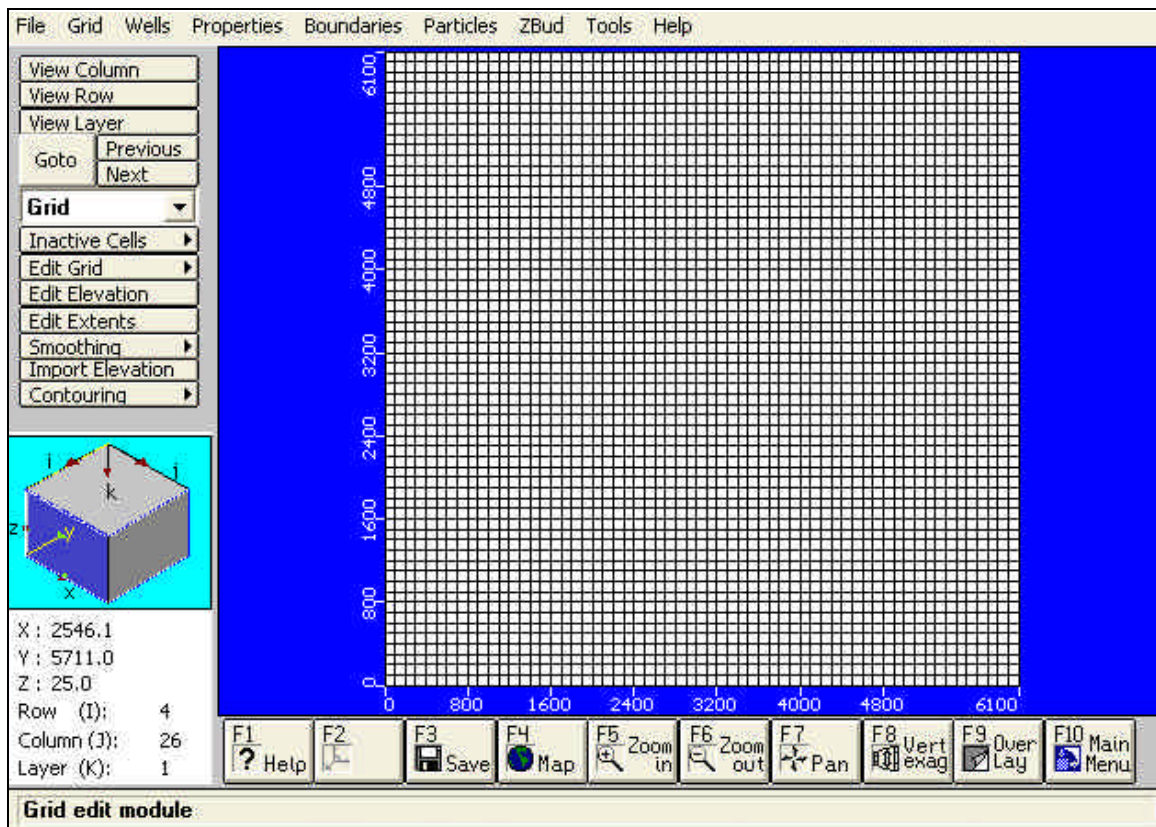 File Grid Wells Properties Boundaries Particles ZBud Tools Help
View Column
View Row
View Layer
Goto
Previous
Next
Grid
Inactive Cells
Edit Grid
Edit Elevation
Edit Extents
Smoothing
Import Elevation
Contouring
i
j
k
z
y
x
X : 2546.1
Y : 5711.0
Z : 25.0
Row (I): 4
Column (J): 26
Layer (K): 1
6100
4800
4000
3200
2400
1600
800
0
0 800 1600 2400 3200 4000 4800 6100
F1 ? Help
F2
F3 Save
F4 Map
F5 Zoom in
F6 Zoom out
F7 Pan
F8 Vert exag
F9 Over Lay
F10 Main Menu
Grid edit module